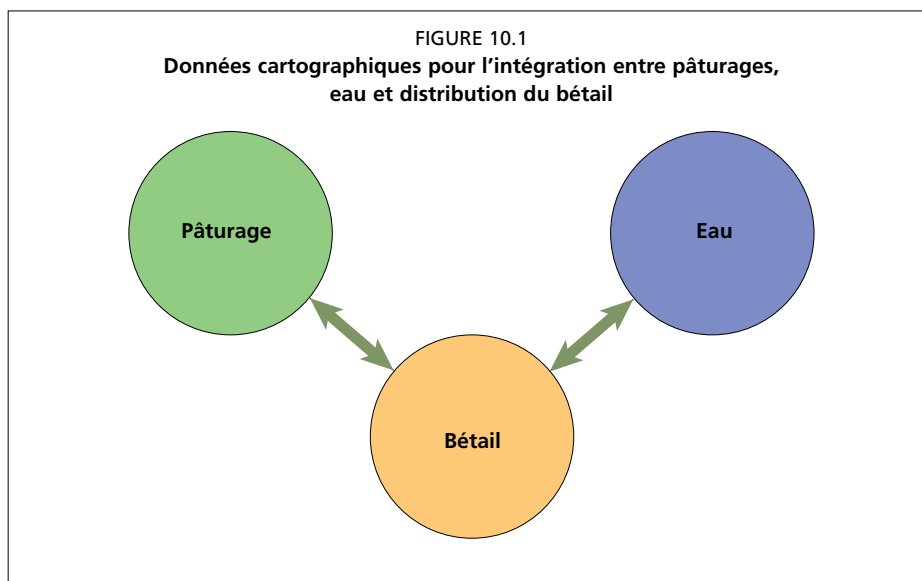 FIGURE 10.1
Données cartographiques pour l'intégration entre pâturages,
eau et distribution du bétail
Pâturage
Eau
Bétail